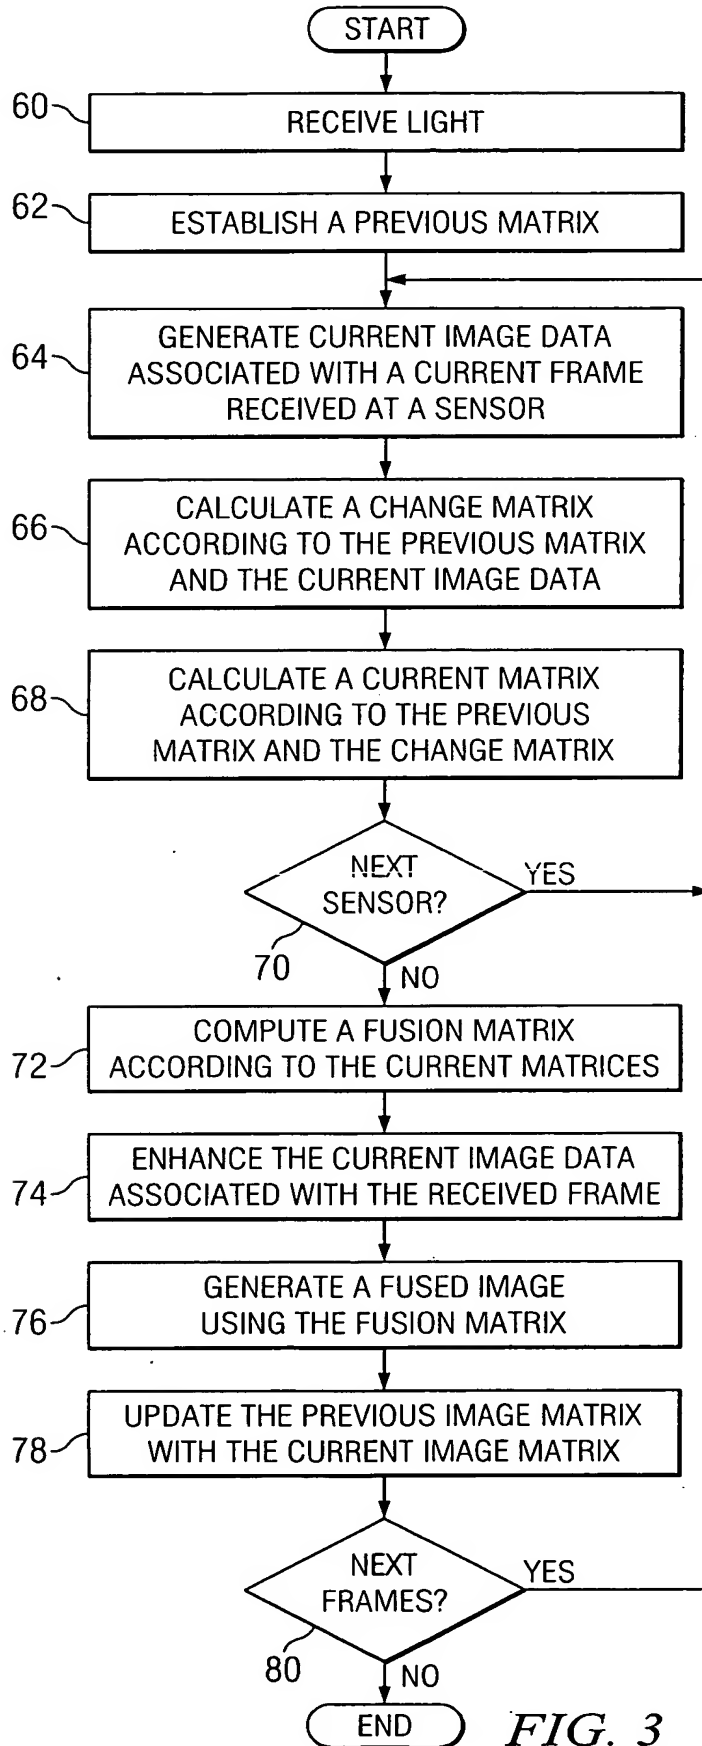 START
60
RECEIVE LIGHT
62
ESTABLISH A PREVIOUS MATRIX
64
GENERATE CURRENT IMAGE DATA
ASSOCIATED WITH A CURRENT FRAME
RECEIVED AT A SENSOR
66
CALCULATE A CHANGE MATRIX
ACCORDING TO THE PREVIOUS MATRIX
AND THE CURRENT IMAGE DATA
68
CALCULATE A CURRENT MATRIX
ACCORDING TO THE PREVIOUS
MATRIX AND THE CHANGE MATRIX
NEXT
SENSOR?
YES
70
NO
72
COMPUTE A FUSION MATRIX
ACCORDING TO THE CURRENT MATRICES
74
ENHANCE THE CURRENT IMAGE DATA
ASSOCIATED WITH THE RECEIVED FRAME
76
GENERATE A FUSED IMAGE
USING THE FUSION MATRIX
78
UPDATE THE PREVIOUS IMAGE MATRIX
WITH THE CURRENT IMAGE MATRIX
NEXT
FRAMES?
YES
80
NO
END
FIG. 3